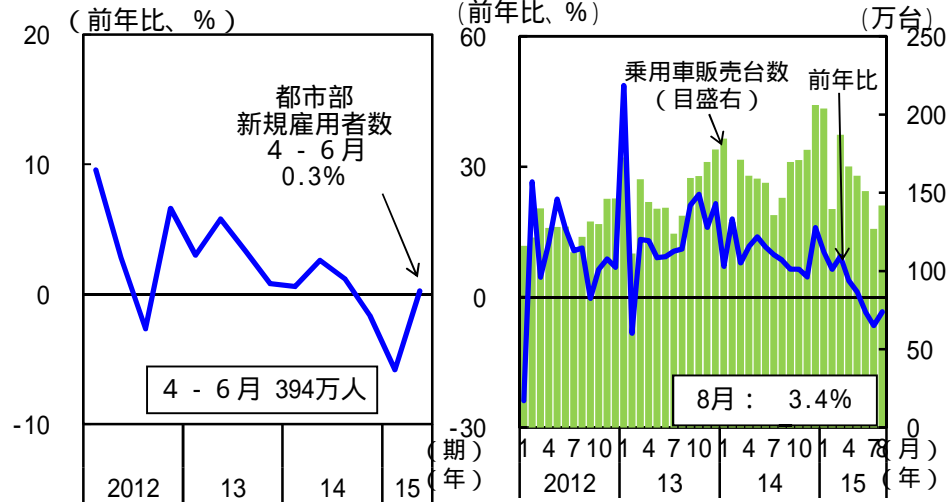 （前年比、％）
20
10
0
-10
都市部
新規雇用者数
4 - 6月
0.3%
4 - 6月 394万人
（期）
2012 13 14 15
（年）
（前年比、％）
（万台）
60
30
0
-30
250
200
150
100
50
0
乗用車販売台数
（目盛右）
前年比
8月： 3.4%
1 4 7 10 1 4 7 10 1 4 7 10 1 4 7 8
（月）
2012 13 14 15
（年）